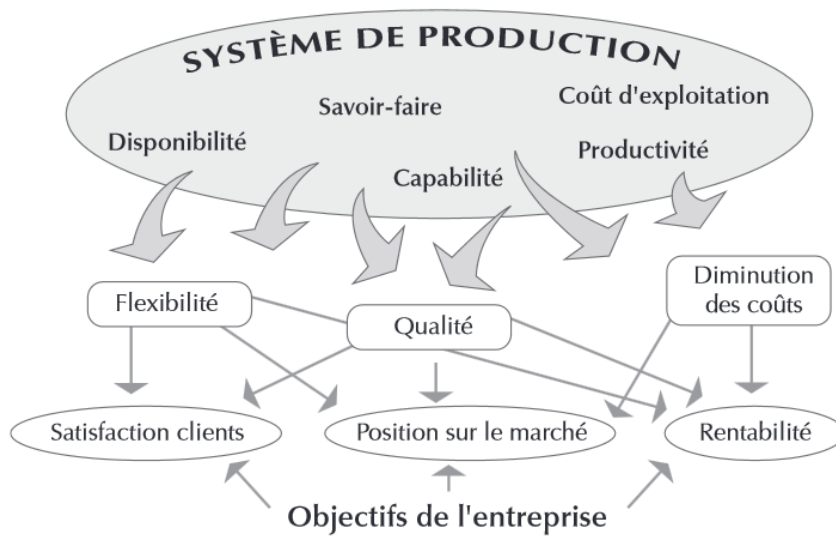 SYSTÈME DE PRODUCTION
Coût d'exploitation
Savoir-faire
Disponibilité
Productivité
Capabilité
Flexibilité
Qualité
Diminution
des coûts
Satisfaction clients
Position sur le marché
Rentabilité
Objectifs de l'entreprise